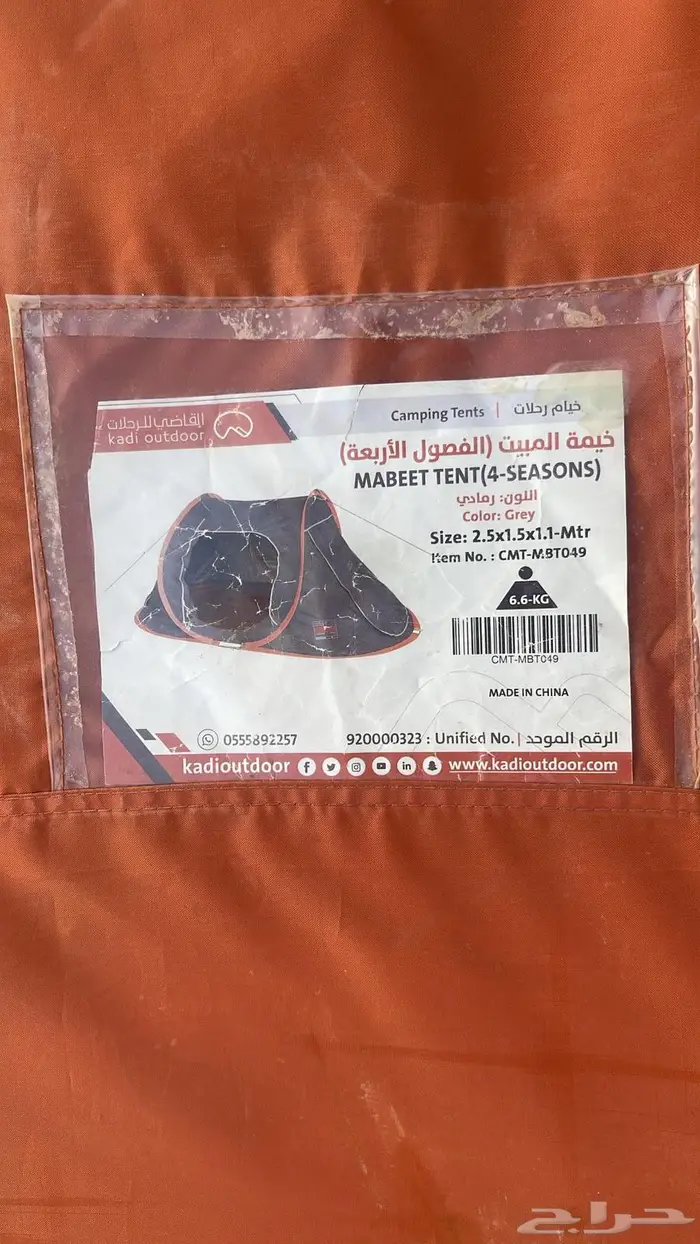 القاضي للرحلات
kadi outdoor
Camping Tents | خيام رحلات
خيمة المبيت (الفصول الأربعة)
MABEET TENT(4-SEASONS)
اللون: رمادي
Color: Grey
Size: 2.5x1.5x1.1-Mtr
Item No. : CMT-MBT049
6.6-KG
CMT-MBT049
MADE IN CHINA
0555892257
920000323 : Unified No. | الرقم الموحد
kadioutdoor www.kadioutdoor.com
حراج